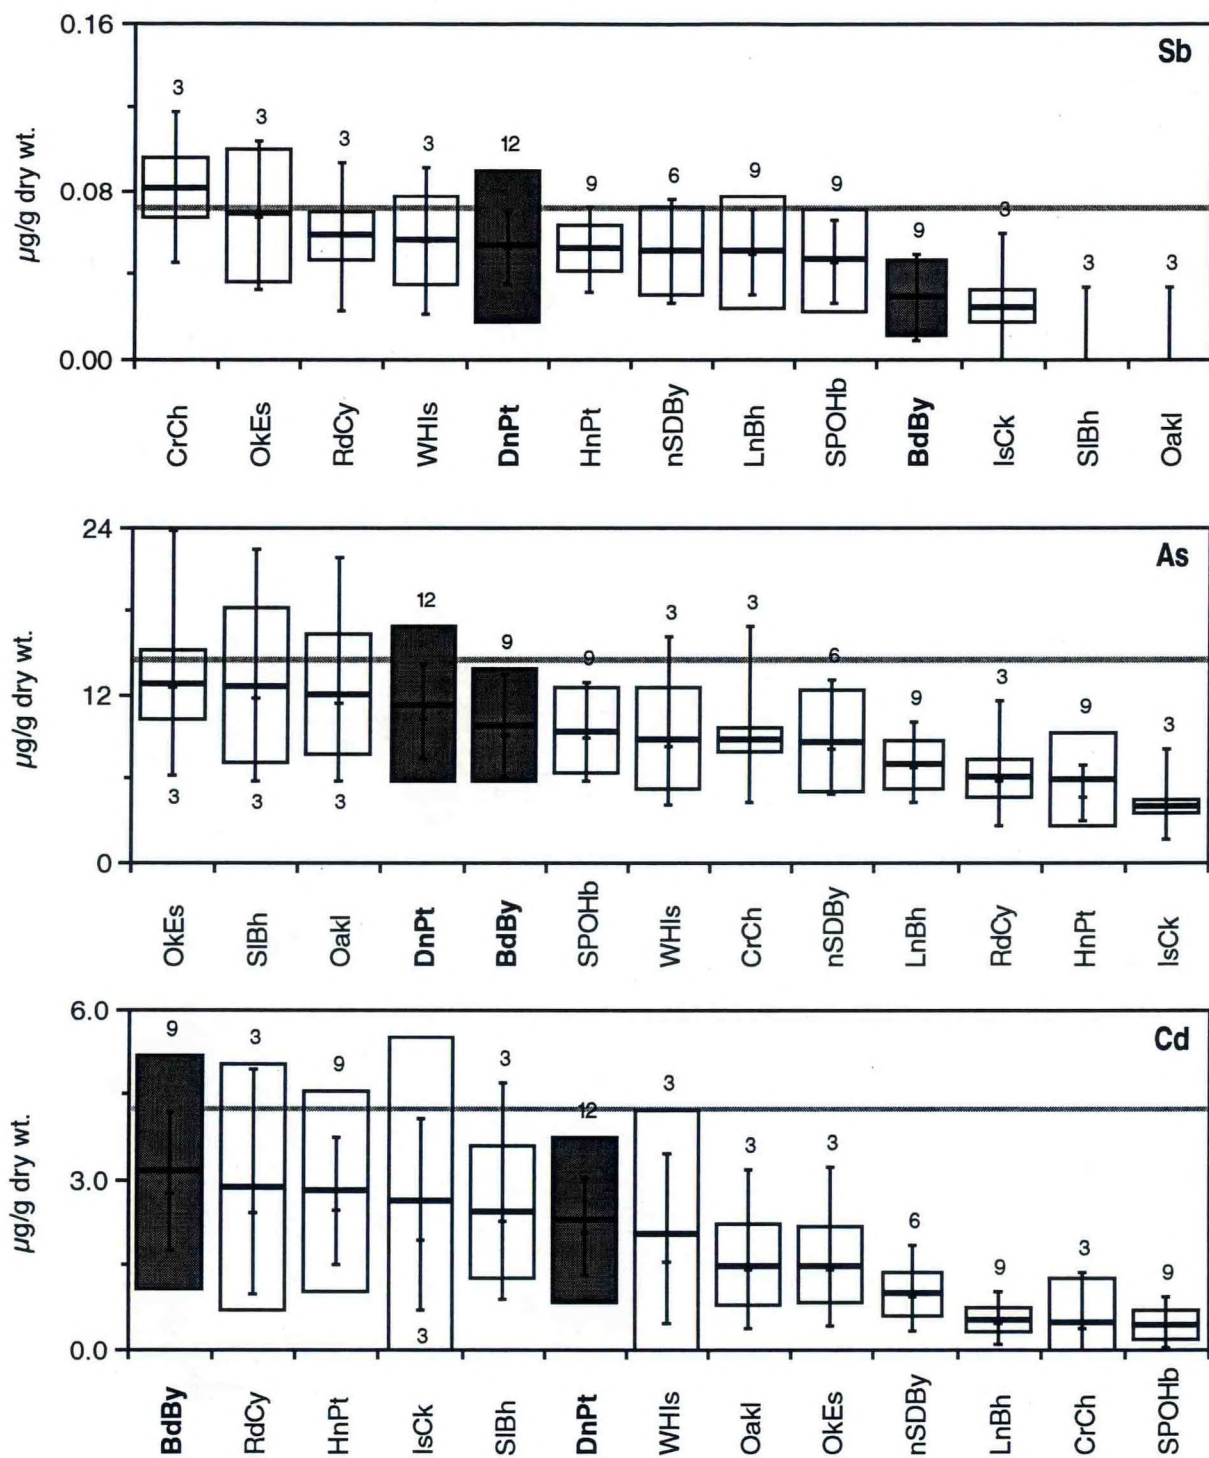 0.16
Sb
3
3
3
3
12
9
6
9
9
9
3
3
3
0.08
0.00
µg/g dry wt.
CrCh
OkEs
RdCy
WHIs
DnPt
HnPt
nSDBy
LnBh
SPOHb
BdBy
IsCk
SIBh
Oakl
24
As
12
9
9
3
3
6
9
3
9
3
12
3
3
3
0
µg/g dry wt.
OkEs
SIBh
Oakl
DnPt
BdBy
SPOHb
WHIs
CrCh
nSDBy
LnBh
RdCy
HnPt
IsCk
6.0
Cd
9
3
9
3
12
3
3
3
6
9
3
9
3.0
3
0.0
µg/g dry wt.
BdBy
RdCy
HnPt
IsCk
SIBh
DnPt
WHIs
Oakl
OkEs
nSDBy
LnBh
CrCh
SPOHb